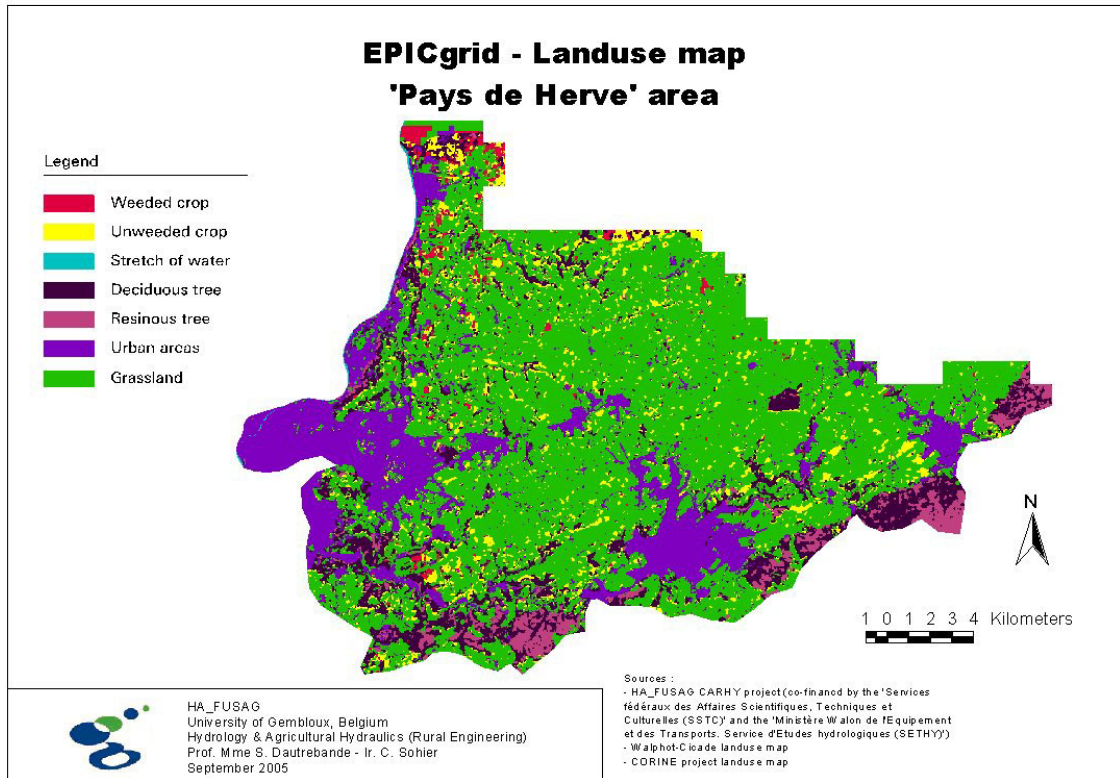 EPICgrid - Landuse map
'Pays de Herve' area
Legend
Weeded crop
Unweeded crop
Stretch of water
Deciduous tree
Resinous tree
Urban areas
Grassland
N
1 0 1 2 3 4 Kilometers
HA_FUSAG
University of Gembloux, Belgium
Hydrology & Agricultural Hydraulics (Rural Engineering)
Prof. Mme S. Dautrebande - Ir. C. Sohier
September 2005
Sources :
- HA_FUSAG CARHY project (co-financd by the 'Services
fédéraux des Affaires Scientifiques, Techniques et
Culturelles (SSTC)' and the 'Ministère Walon de l'Equipement
et des Transports. Service d'Etudes hydrologiques (SETHY)')
- Walphot-Cicade landuse map
- CORINE project landuse map